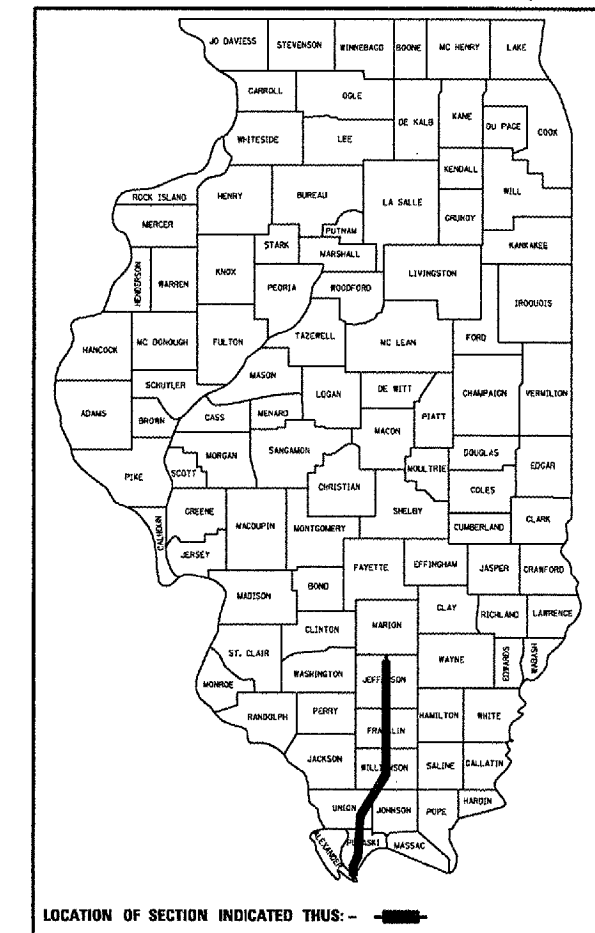 JO DAVIESS STEVENSON WINNEBAGO BOONE MC HENRY LAKE
CARROLL OGLE DE KALB KANE DU PAGE COOK
WHITESIDE LEE
KENDALL WILL
ROCK ISLAND HENRY BUREAU LA SALLE
MERCER PUTNAM GRUNDY
STARK MARSHALL KANKAKEE
HENDERSON WARREN KNOX PEORIA WOODFORD LIVINGSTON IROQUOIS
HANCOCK MC DONOUGH FULTON TAZEWELL MC LEAN FORD
MASON
SCHUYLER LOGAN DE WITT CHAMPAIGN VERMILION
ADAMS BROWN CASS MENARD PIATT
MACON
MORGAN SANGAMON DOUGLAS
PIKE SCOTT CHRISTIAN MOULTRIE EDGAR
COLES
GREENE MACOUPIN MONTGOMERY SHELBY CLARK
CALHOUN CUMBERLAND
JERSEY FAYETTE EFFINGHAM JASPER CRAWFORD
MADISON BOND
CLAY RICHLAND LAWRENCE
CLINTON MARION
ST. CLAIR WAYNE EDWARDS WABASH
WASHINGTON
MONROE
RANDOLPH PERRY HAMILTON WHITE
JACKSON SALINE GALLATIN
UNION JOHNSON POPE HARDIN
ALEXANDER MASSAC
LOCATION OF SECTION INDICATED THUS: –